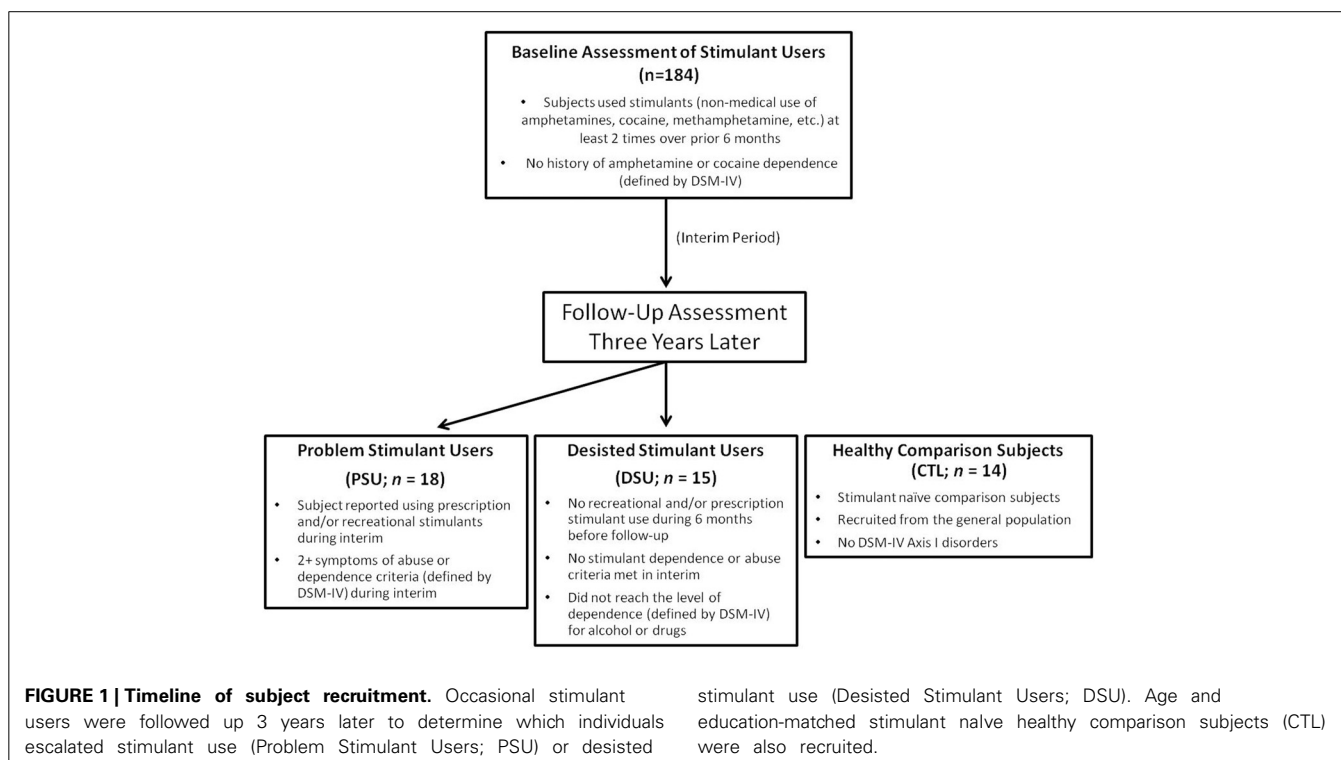 Baseline Assessment of Stimulant Users
(n=184)
• Subjects used stimulants (non-medical use of
amphetamines, cocaine, methamphetamine, etc.) at
least 2 times over prior 6 months
• No history of amphetamine or cocaine dependence
(defined by DSM-IV)
(Interim Period)
Follow-Up Assessment
Three Years Later
Problem Stimulant Users
(PSU; n = 18)
• Subject reported using prescription
and/or recreational stimulants
during interim
• 2+ symptoms of abuse or
dependence criteria (defined by
DSM-IV) during interim
Desisted Stimulant Users
(DSU; n = 15)
• No recreational and/or prescription
stimulant use during 6 months
before follow-up
• No stimulant dependence or abuse
criteria met in interim
• Did not reach the level of
dependence (defined by DSM-IV)
for alcohol or drugs
Healthy Comparison Subjects
(CTL; n = 14)
• Stimulant naïve comparison subjects
• Recruited from the general population
• No DSM-IV Axis I disorders
FIGURE 1 | Timeline of subject recruitment. Occasional stimulant
users were followed up 3 years later to determine which individuals
escalated stimulant use (Problem Stimulant Users; PSU) or desisted
stimulant use (Desisted Stimulant Users; DSU). Age and
education-matched stimulant naIve healthy comparison subjects (CTL)
were also recruited.